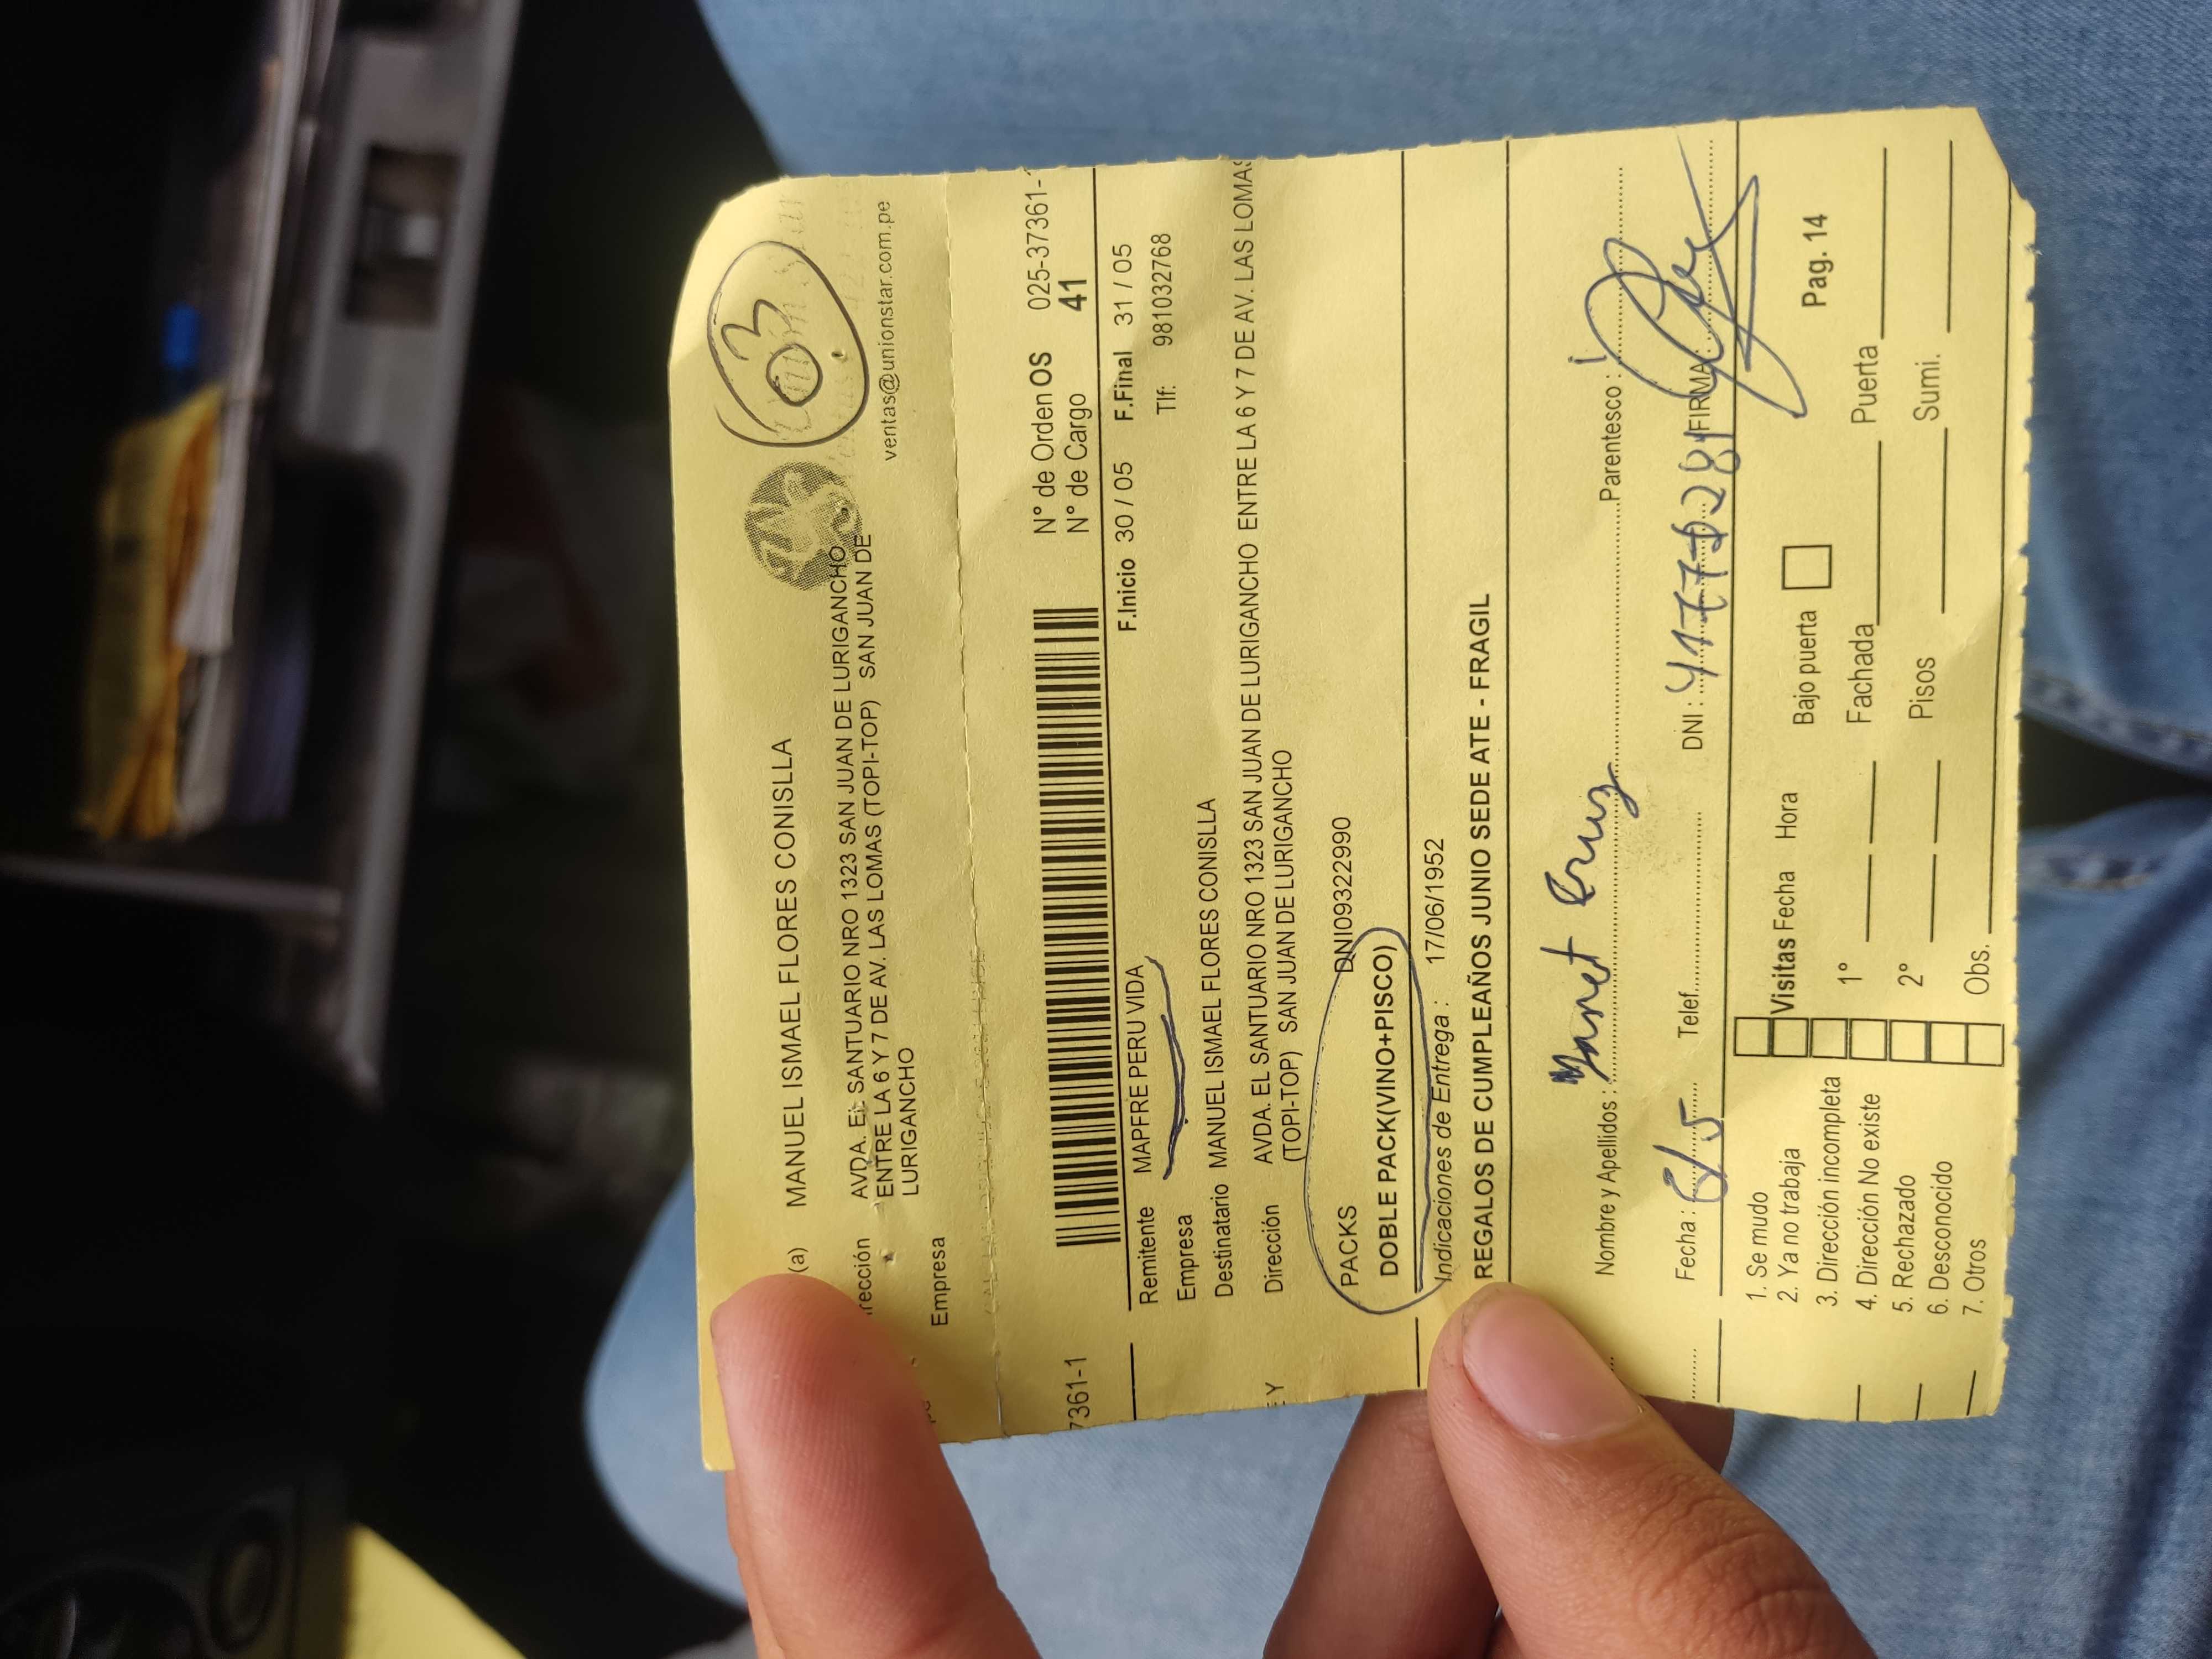 03
(a) MANUEL ISMAEL FLORES CONISLLA
rección AVDA. EL SANTUARIO NRO 1323 SAN JUAN DE LURIGANCHO
ENTRE LA 6 Y 7 DE AV. LAS LOMAS (TOPI-TOP) SAN JUAN DE
LURIGANCHO
ventas@unionstar.com.pe
Empresa
7361-1
N° de Orden OS 025-37361-1
N° de Cargo 41
F.Inicio 30 / 05 F.Final 31 / 05
Remitente MAPFRE PERU VIDA Tlf: 981032768
Empresa
Destinatario MANUEL ISMAEL FLORES CONISLLA
Dirección AVDA. EL SANTUARIO NRO 1323 SAN JUAN DE LURIGANCHO ENTRE LA 6 Y 7 DE AV. LAS LOMAS
(TOPI-TOP) SAN JUAN DE LURIGANCHO
Y
PACKS DNI09322990
DOBLE PACK(VINO+PISCO)
Indicaciones de Entrega : 17/06/1952
REGALOS DE CUMPLEAÑOS JUNIO SEDE ATE - FRAGIL
Nombre y Apellidos : Yanet Cruz Parentesco :
Fecha : Telef. DNI : FIRMA:
1. Se mudo
2. Ya no trabaja
3. Dirección incompleta
4. Dirección No existe
5. Rechazado
6. Desconocido
7. Otros
Visitas Fecha Hora
1°
2°
Obs.
Bajo puerta
Fachada Puerta
Pisos Sumi.
Pag. 14